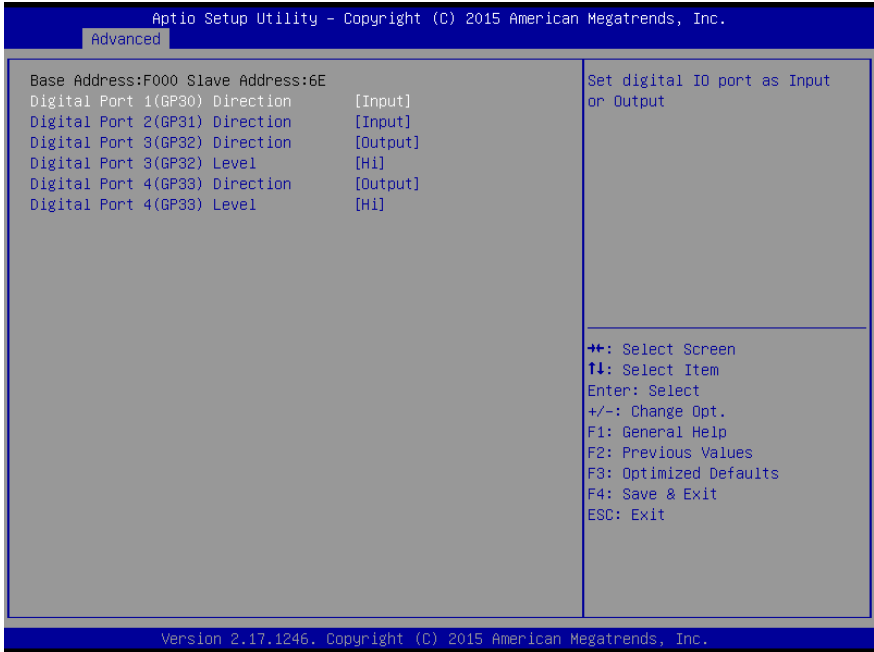 Aptio Setup Utility – Copyright (C) 2015 American Megatrends, Inc.
Advanced
Base Address:F000 Slave Address:6E
Digital Port 1(GP30) Direction [Input]
Digital Port 2(GP31) Direction [Input]
Digital Port 3(GP32) Direction [Output]
Digital Port 3(GP32) Level [Hi]
Digital Port 4(GP33) Direction [Output]
Digital Port 4(GP33) Level [Hi]
Set digital IO port as Input
or Output
→←: Select Screen
↑↓: Select Item
Enter: Select
+/-: Change Opt.
F1: General Help
F2: Previous Values
F3: Optimized Defaults
F4: Save & Exit
ESC: Exit
Version 2.17.1246. Copyright (C) 2015 American Megatrends, Inc.